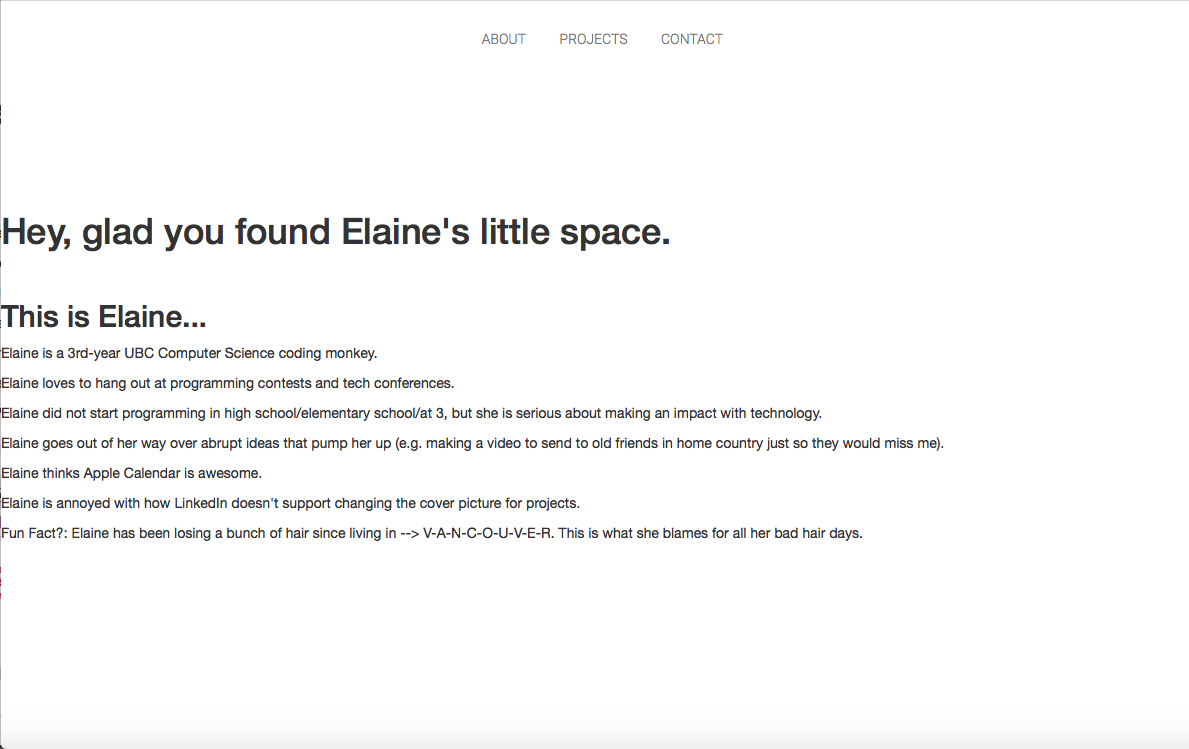 ABOUT PROJECTS CONTACT
Hey, glad you found Elaine's little space.
This is Elaine...
Elaine is a 3rd-year UBC Computer Science coding monkey.
Elaine loves to hang out at programming contests and tech conferences.
Elaine did not start programming in high school/elementary school/at 3, but she is serious about making an impact with technology.
Elaine goes out of her way over abrupt ideas that pump her up (e.g. making a video to send to old friends in home country just so they would miss me).
Elaine thinks Apple Calendar is awesome.
Elaine is annoyed with how LinkedIn doesn't support changing the cover picture for projects.
Fun Fact?: Elaine has been losing a bunch of hair since living in --> V-A-N-C-O-U-V-E-R. This is what she blames for all her bad hair days.